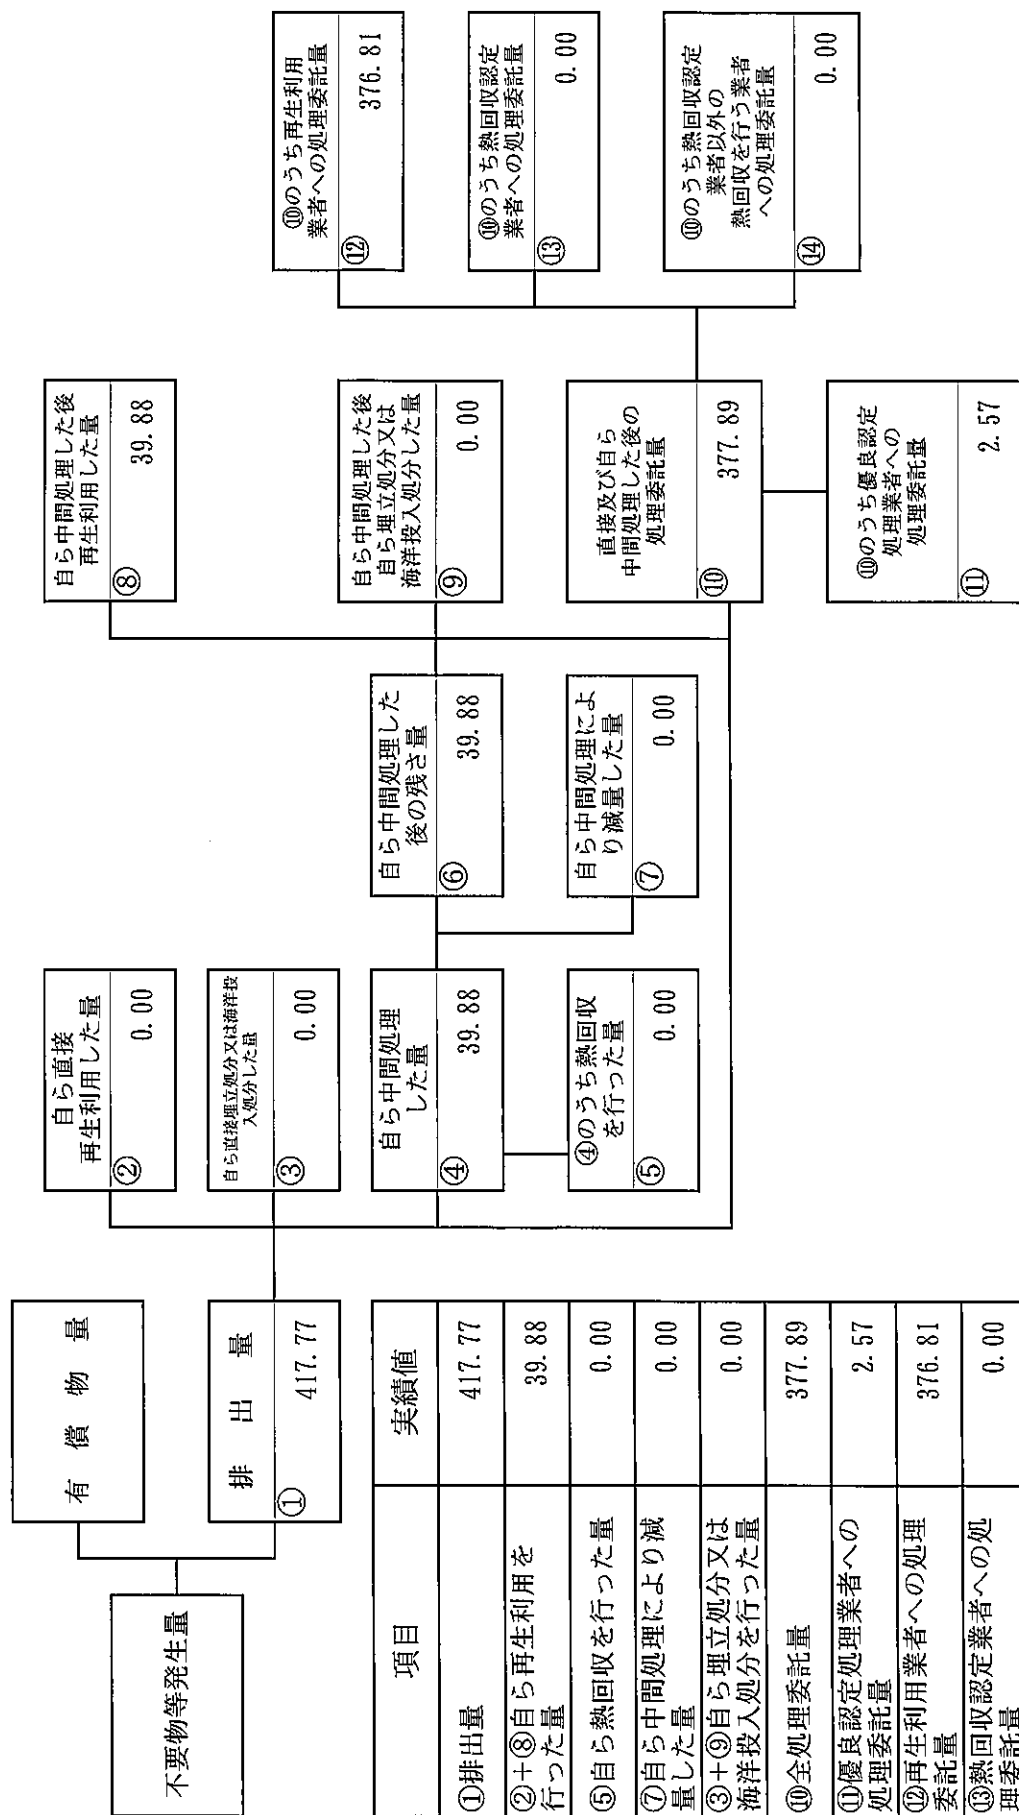 不要物等発生量
有償物量
排出量
①
417.77
自ら直接
再生利用した量
②
0.00
自ら直接埋立処分又は海洋投
入処分した量
③
0.00
自ら中間処理
した量
④
39.88
④のうち熱回収
を行った量
⑤
0.00
自ら中間処理した
後の残さ量
⑥
39.88
自ら中間処理によ
り減量した量
⑦
0.00
自ら中間処理した後
再生利用した量
⑧
39.88
自ら中間処理した後
自ら埋立処分又は
海洋投入処分した量
⑨
0.00
直接及び自ら
中間処理した後の
処理委託量
⑩
377.89
⑩のうち優良認定
処理業者への
処理委託量
⑪
2.57
⑩のうち再生利用
業者への処理委託量
⑫
376.81
⑩のうち熱回収認定
業者への処理委託量
⑬
0.00
⑩のうち熱回収認定
業者以外の
熱回収を行う業者
への処理委託量
⑭
0.00
項目 実績値
①排出量 417.77
②+⑧自ら再生利用を
行った量 39.88
⑤自ら熱回収を行った量 0.00
⑦自ら中間処理により減
量した量 0.00
③+⑨自ら埋立処分又は
海洋投入処分を行った量 0.00
⑩全処理委託量 377.89
⑪優良認定処理業者への
処理委託量 2.57
⑫再生利用業者への処理
委託量 376.81
⑬熱回収認定業者への処
理委託量 0.00